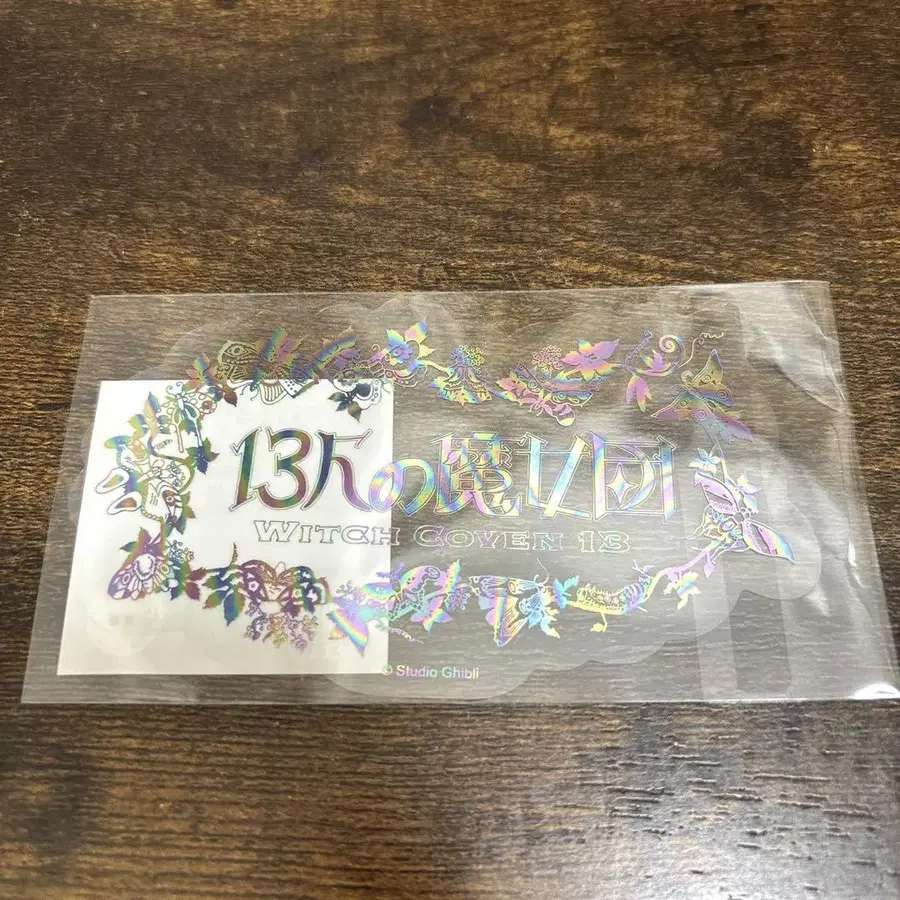 13人の魔女団
WITCH COVEN 13
© Studio Ghibli